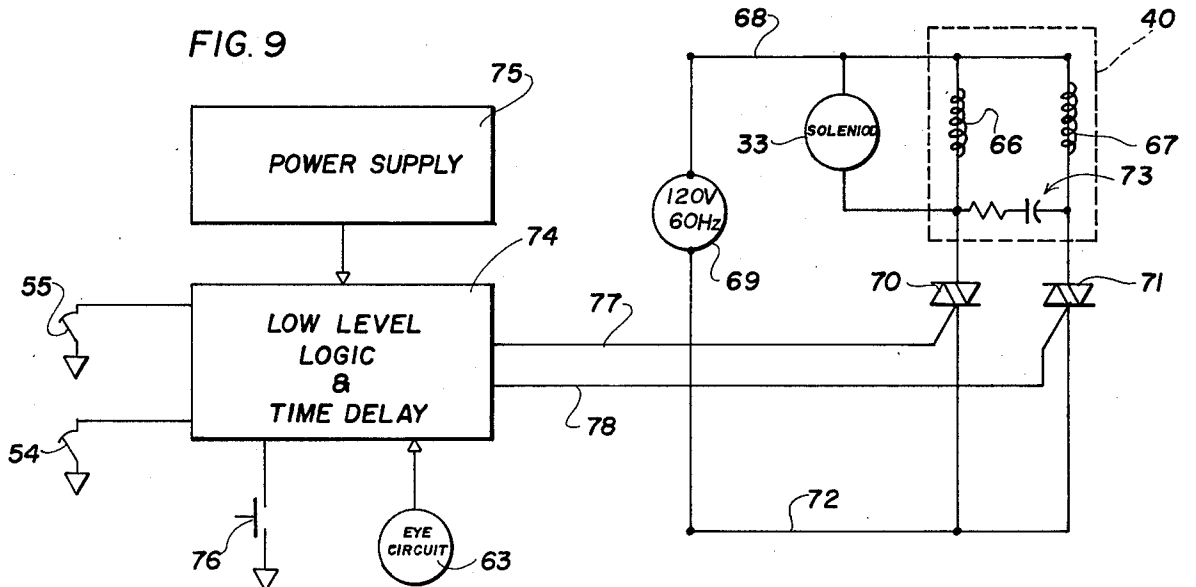 FIG. 9
68
40
75
POWER SUPPLY
SOLENIOD
33
66
67
73
120V
60Hz
69
74
70
71
55
LOW LEVEL
LOGIC
&
TIME DELAY
77
78
54
72
76
EYE
CIRCUIT
63